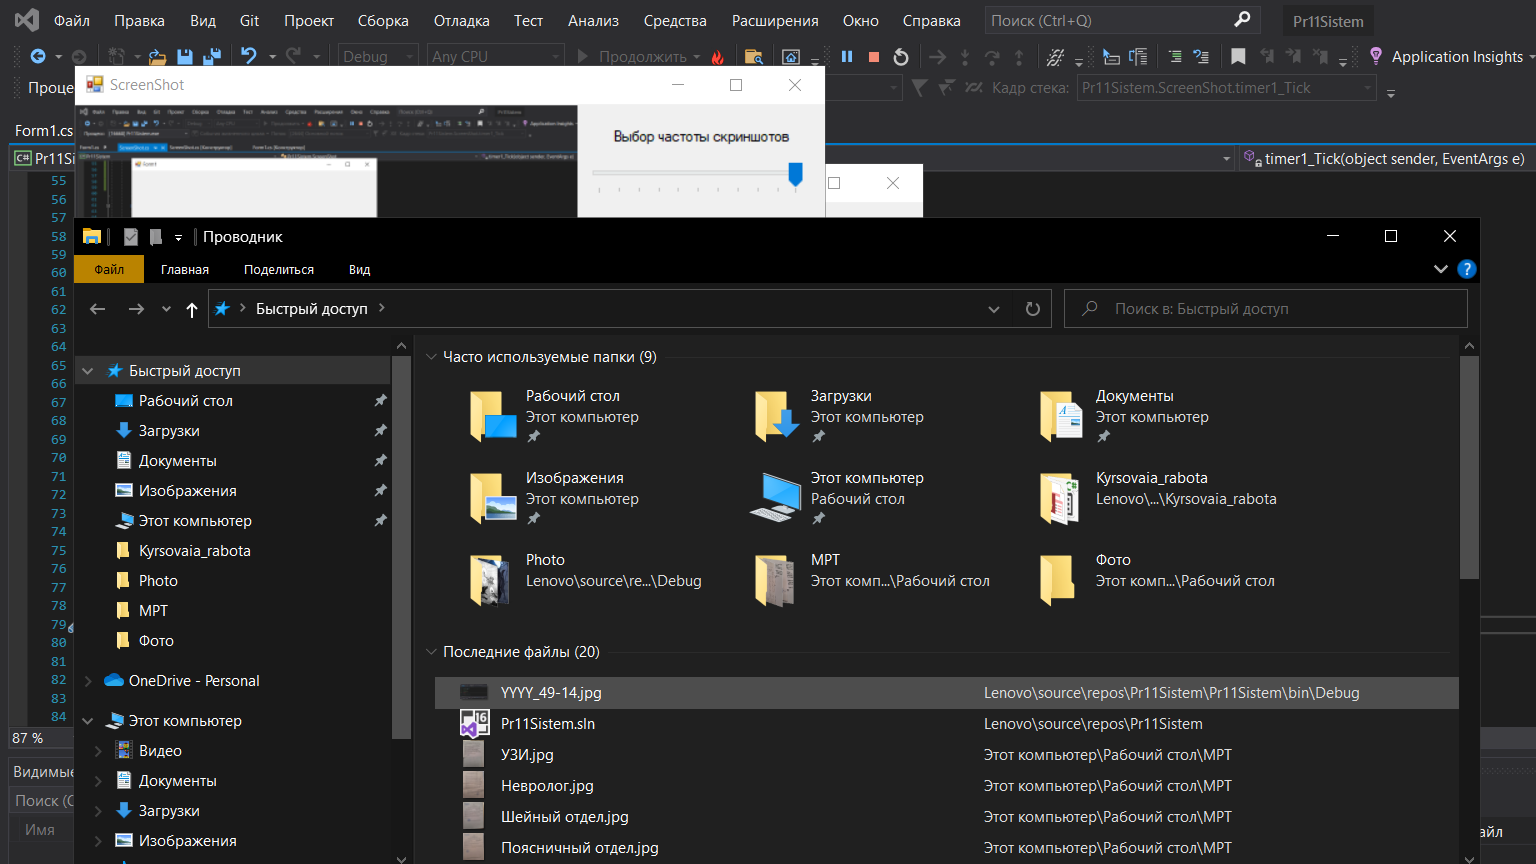 Файл Правка Вид Git Проект Сборка Отладка Тест Анализ Средства Расширения Окно Справка Поиск (Ctrl+Q) Pr11Sistem
Debug Any CPU Продолжить Application Insights
Проце
Кадр стека: Pr11Sistem.ScreenShot.timer1_Tick
ScreenShot
Выбор частоты скриншотов
Form1.cs
C# Pr11Si
timer1_Tick(object sender, EventArgs e)
55
56
57
58
59
60
61
62
63
64
65
66
67
68
69
70
71
72
73
74
75
76
77
78
79
80
81
82
83
84
87 %
Видимые
Поиск (C
Имя
айл
Проводник
Файл Главная Поделиться Вид
Быстрый доступ
Поиск в: Быстрый доступ
Быстрый доступ
Рабочий стол
Загрузки
Документы
Изображения
Этот компьютер
Kyrsovaia_rabota
Photo
МРТ
Фото
OneDrive - Personal
Этот компьютер
Видео
Документы
Загрузки
Изображения
Часто используемые папки (9)
Рабочий стол
Этот компьютер
Загрузки
Этот компьютер
Документы
Этот компьютер
Изображения
Этот компьютер
Этот компьютер
Рабочий стол
Kyrsovaia_rabota
Lenovo\...\Kyrsovaia_rabota
Photo
Lenovo\source\re...\Debug
МРТ
Этот комп...\Рабочий стол
Фото
Этот комп...\Рабочий стол
Последние файлы (20)
YYYY_49-14.jpg Lenovo\source\repos\Pr11Sistem\Pr11Sistem\bin\Debug
Pr11Sistem.sln Lenovo\source\repos\Pr11Sistem
УЗИ.jpg Этот компьютер\Рабочий стол\МРТ
Невролог.jpg Этот компьютер\Рабочий стол\МРТ
Шейный отдел.jpg Этот компьютер\Рабочий стол\МРТ
Поясничный отдел.jpg Этот компьютер\Рабочий стол\МРТ